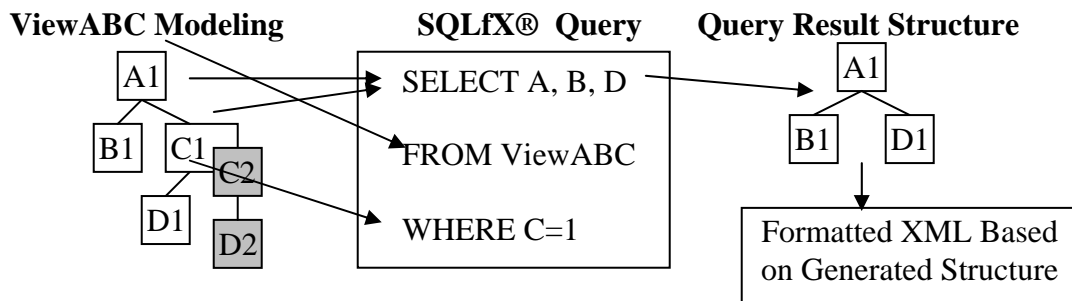 ViewABC Modeling
SQLfX® Query
Query Result Structure
A1
B1
C1
C2
D1
D2
SELECT A, B, D
FROM ViewABC
WHERE C=1
A1
B1
D1
Formatted XML Based
on Generated Structure